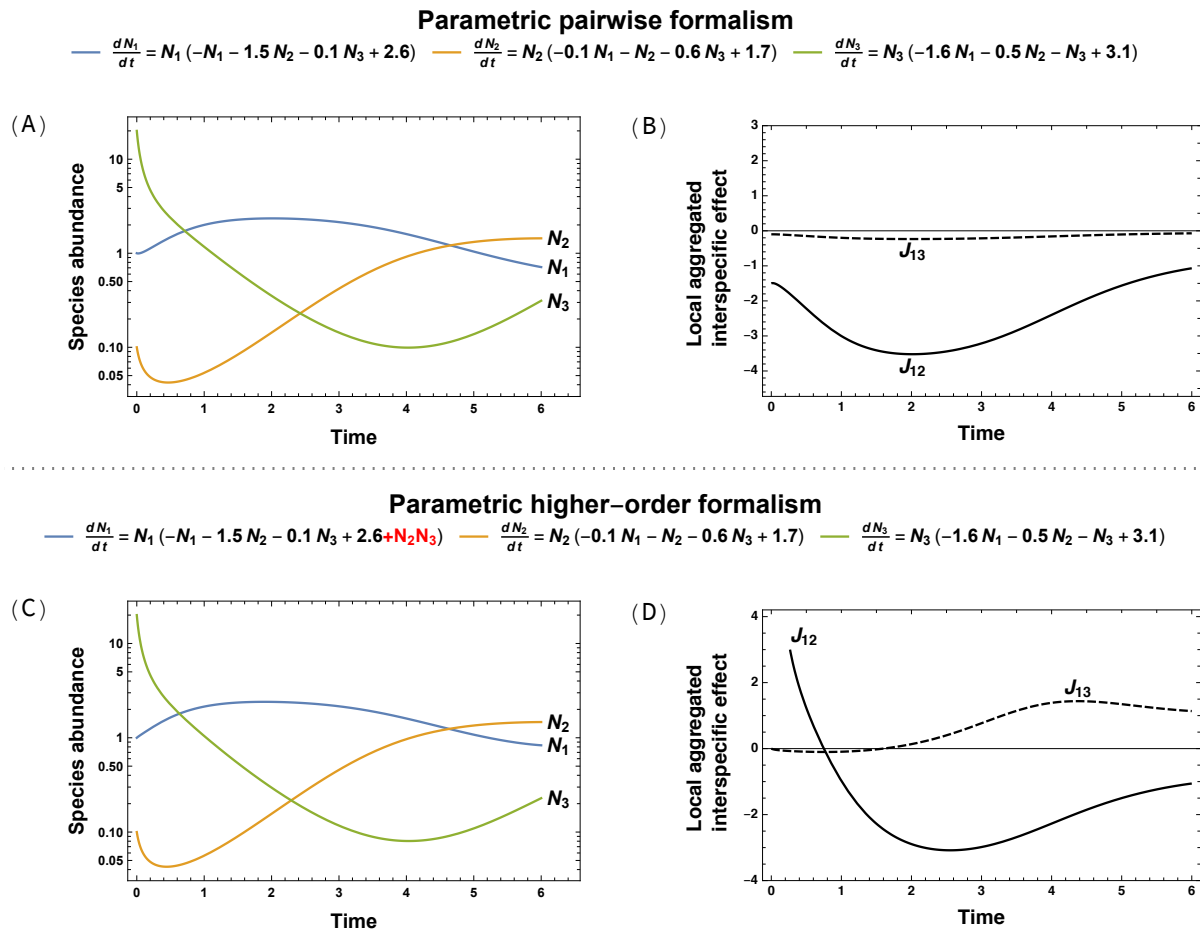 Parametric pairwise formalism
dN₁/dt = N₁ (-N₁ - 1.5 N₂ - 0.1 N₃ + 2.6) dN₂/dt = N₂ (-0.1 N₁ - N₂ - 0.6 N₃ + 1.7) dN₃/dt = N₃ (-1.6 N₁ - 0.5 N₂ - N₃ + 3.1)
(A)
Species abundance
10
5
1
0.50
0.10
0.05
N₂
N₁
N₃
0 1 2 3 4 5 6
Time
(B)
Local aggregated
interspecific effect
3
2
1
0
-1
-2
-3
-4
J₁₃
J₁₂
0 1 2 3 4 5 6
Time
Parametric higher-order formalism
dN₁/dt = N₁ (-N₁ - 1.5 N₂ - 0.1 N₃ + 2.6+N₂N₃) dN₂/dt = N₂ (-0.1 N₁ - N₂ - 0.6 N₃ + 1.7) dN₃/dt = N₃ (-1.6 N₁ - 0.5 N₂ - N₃ + 3.1)
(C)
Species abundance
10
5
1
0.50
0.10
0.05
N₂
N₁
N₃
0 1 2 3 4 5 6
Time
(D)
Local aggregated
interspecific effect
4
2
0
-2
-4
J₁₂
J₁₃
0 1 2 3 4 5 6
Time